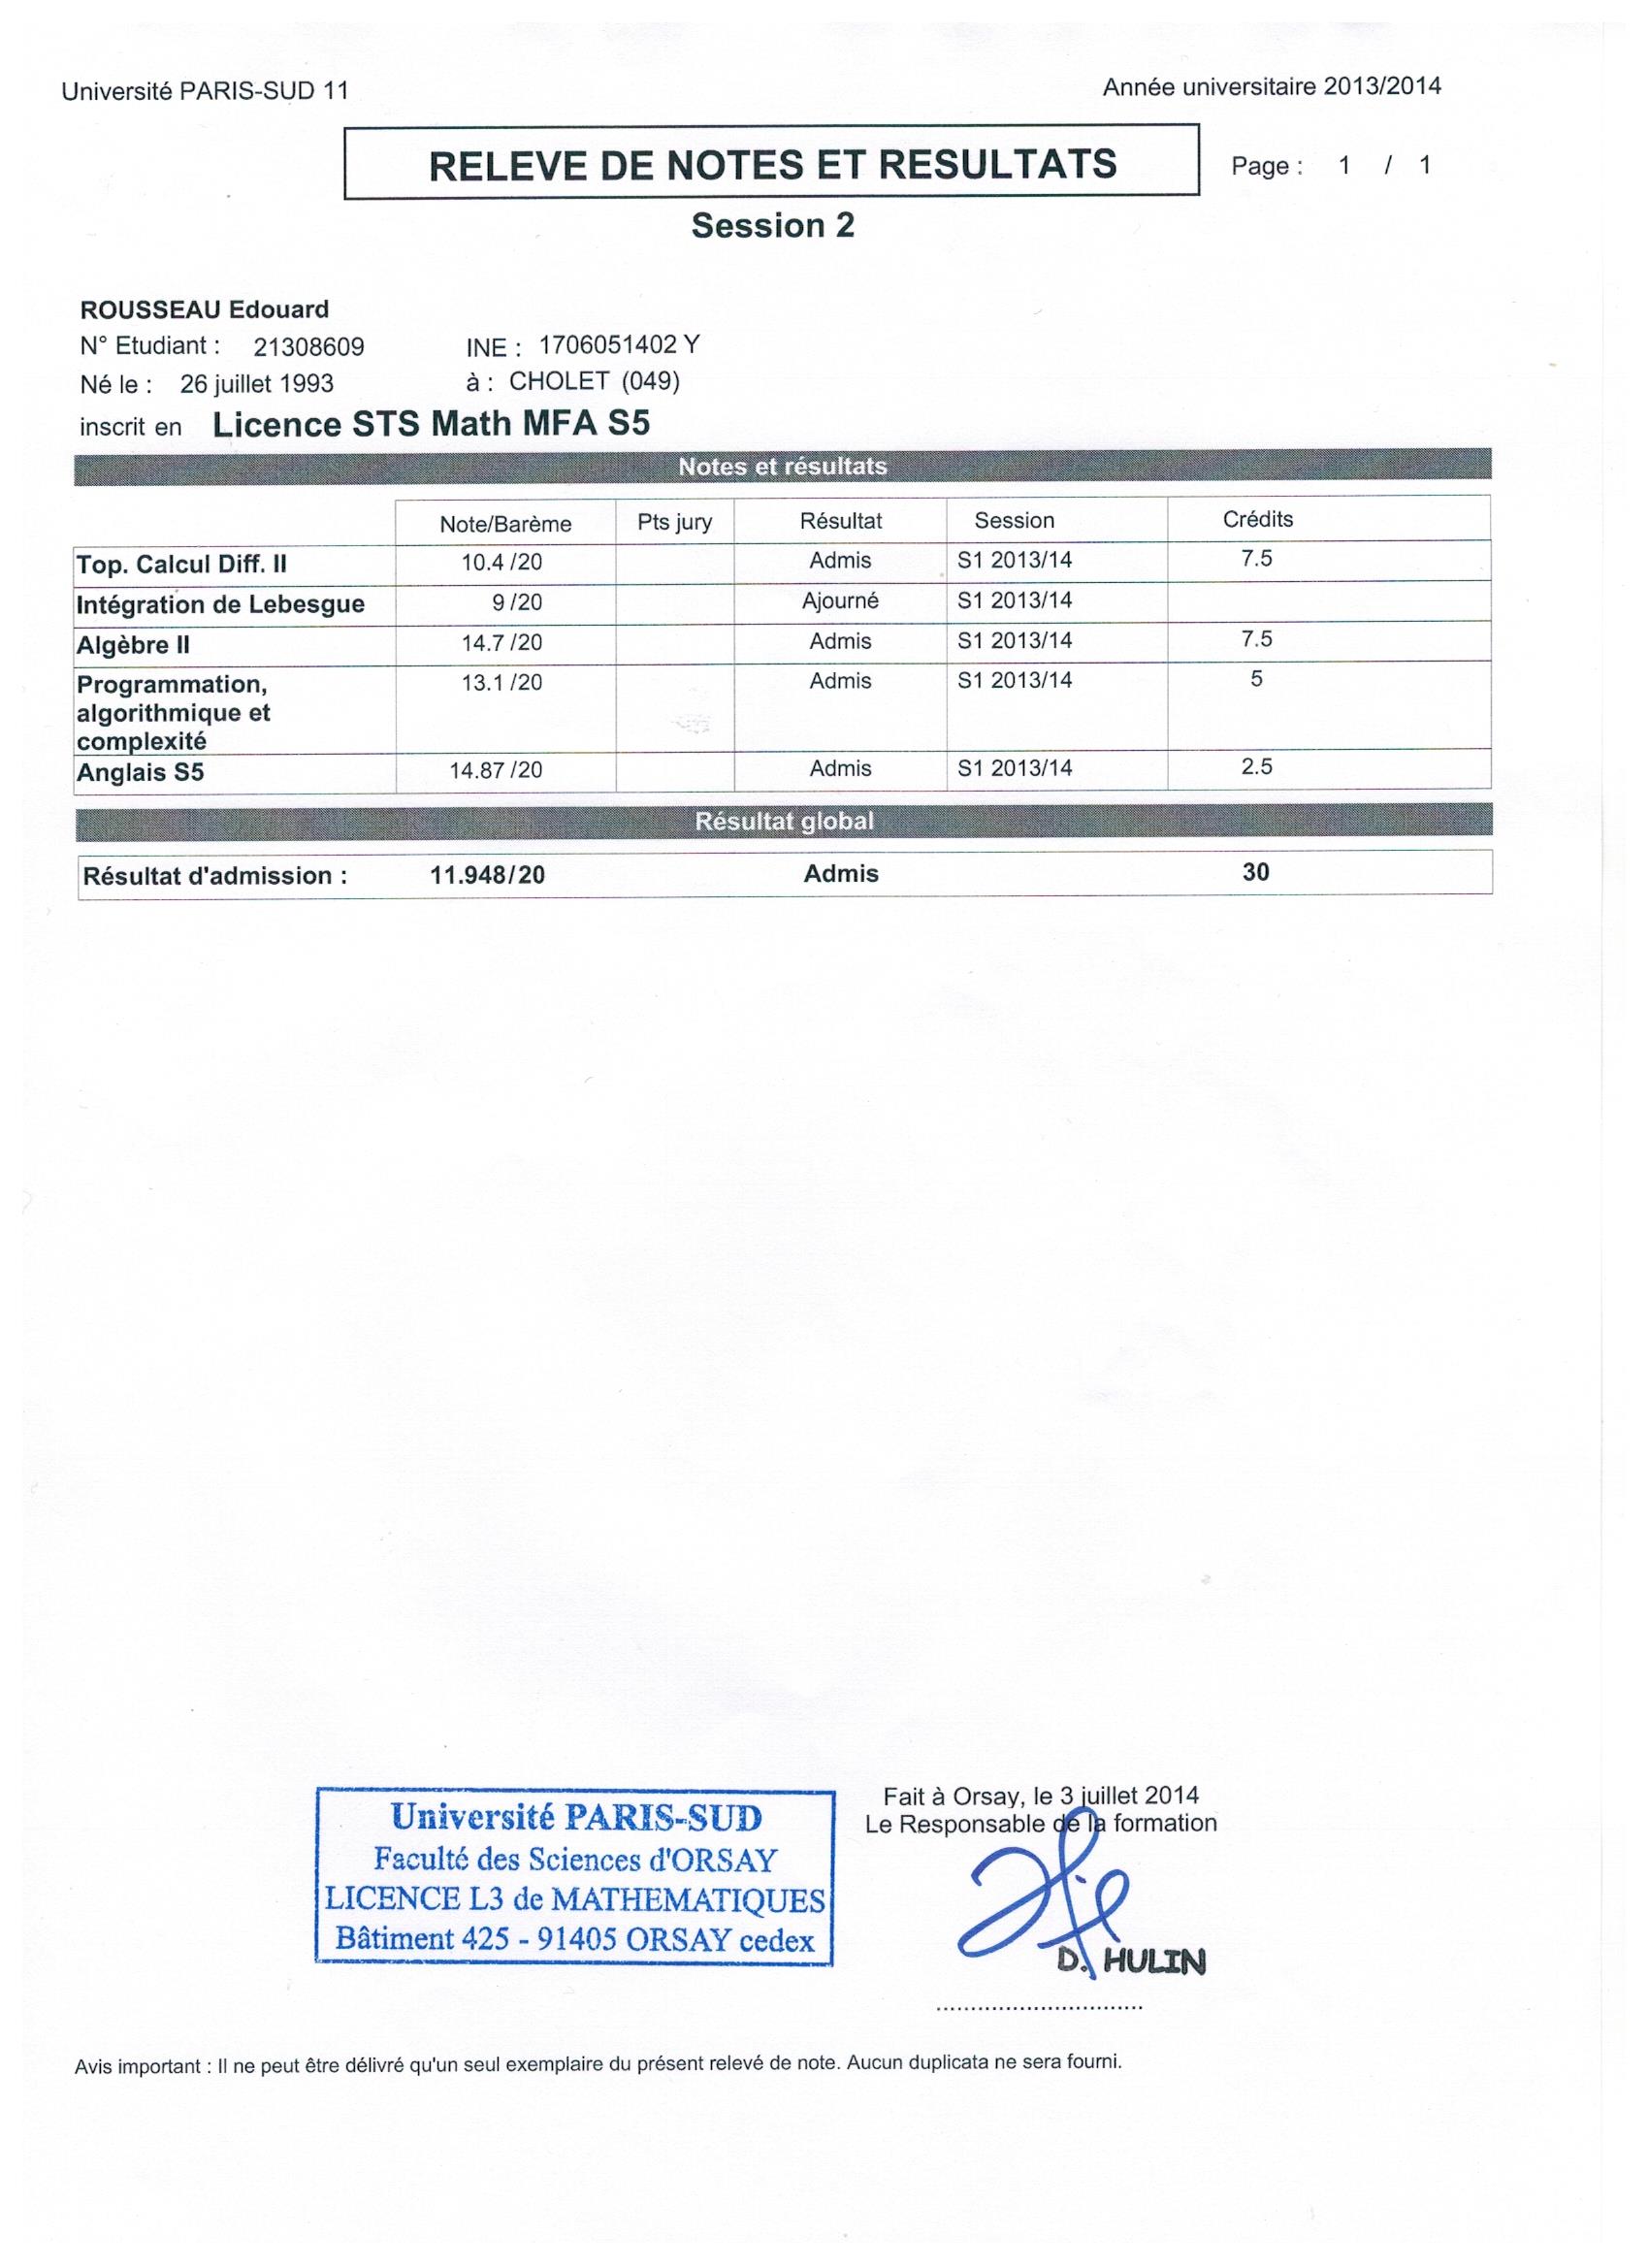 Université PARIS-SUD 11
Année universitaire 2013/2014
RELEVE DE NOTES ET RESULTATS
Page : 1 / 1
Session 2
ROUSSEAU Edouard
N° Etudiant : 21308609 INE : 1706051402 Y
Né le : 26 juillet 1993 à : CHOLET (049)
inscrit en Licence STS Math MFA S5
Notes et résultats
Note/Barème Pts jury Résultat Session Crédits
Top. Calcul Diff. II 10.4 /20 Admis S1 2013/14 7.5
Intégration de Lebesgue 9 /20 Ajourné S1 2013/14
Algèbre II 14.7 /20 Admis S1 2013/14 7.5
Programmation, 13.1 /20 Admis S1 2013/14 5
algorithmique et
complexité
Anglais S5 14.87 /20 Admis S1 2013/14 2.5
Résultat global
Résultat d'admission : 11.948/20 Admis 30
Université PARIS-SUD
Faculté des Sciences d'ORSAY
LICENCE L3 de MATHEMATIQUES
Bâtiment 425 - 91405 ORSAY cedex
Fait à Orsay, le 3 juillet 2014
Le Responsable de la formation
D. HULIN
..............................
Avis important : Il ne peut être délivré qu'un seul exemplaire du présent relevé de note. Aucun duplicata ne sera fourni.